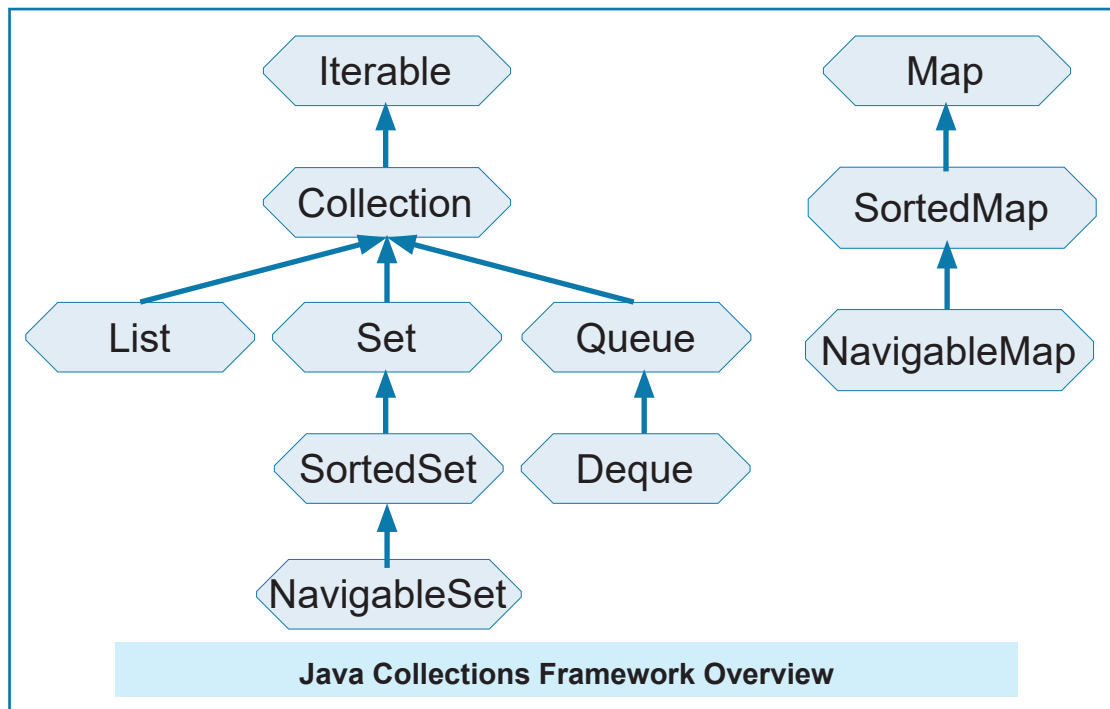 Iterable
Map
Collection
SortedMap
List
Set
Queue
NavigableMap
SortedSet
Deque
NavigableSet
Java Collections Framework Overview